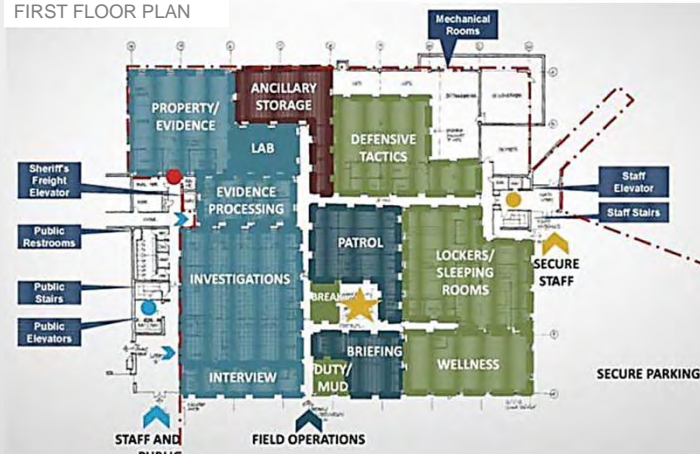 FIRST FLOOR PLAN
Mechanical
Rooms
PROPERTY/
EVIDENCE
ANCILLARY
STORAGE
LAB
DEFENSIVE
TACTICS
Sheriff's
Freight
Elevator
EVIDENCE
PROCESSING
Staff
Elevator
Staff Stairs
Public
Restrooms
PATROL
LOCKERS/
SLEEPING
ROOMS
SECURE
STAFF
INVESTIGATIONS
Public
Stairs
BREAK
Public
Elevators
BRIEFING
INTERVIEW
DUTY/
MUD
WELLNESS
SECURE PARKING
STAFF AND
PUBLIC
FIELD OPERATIONS